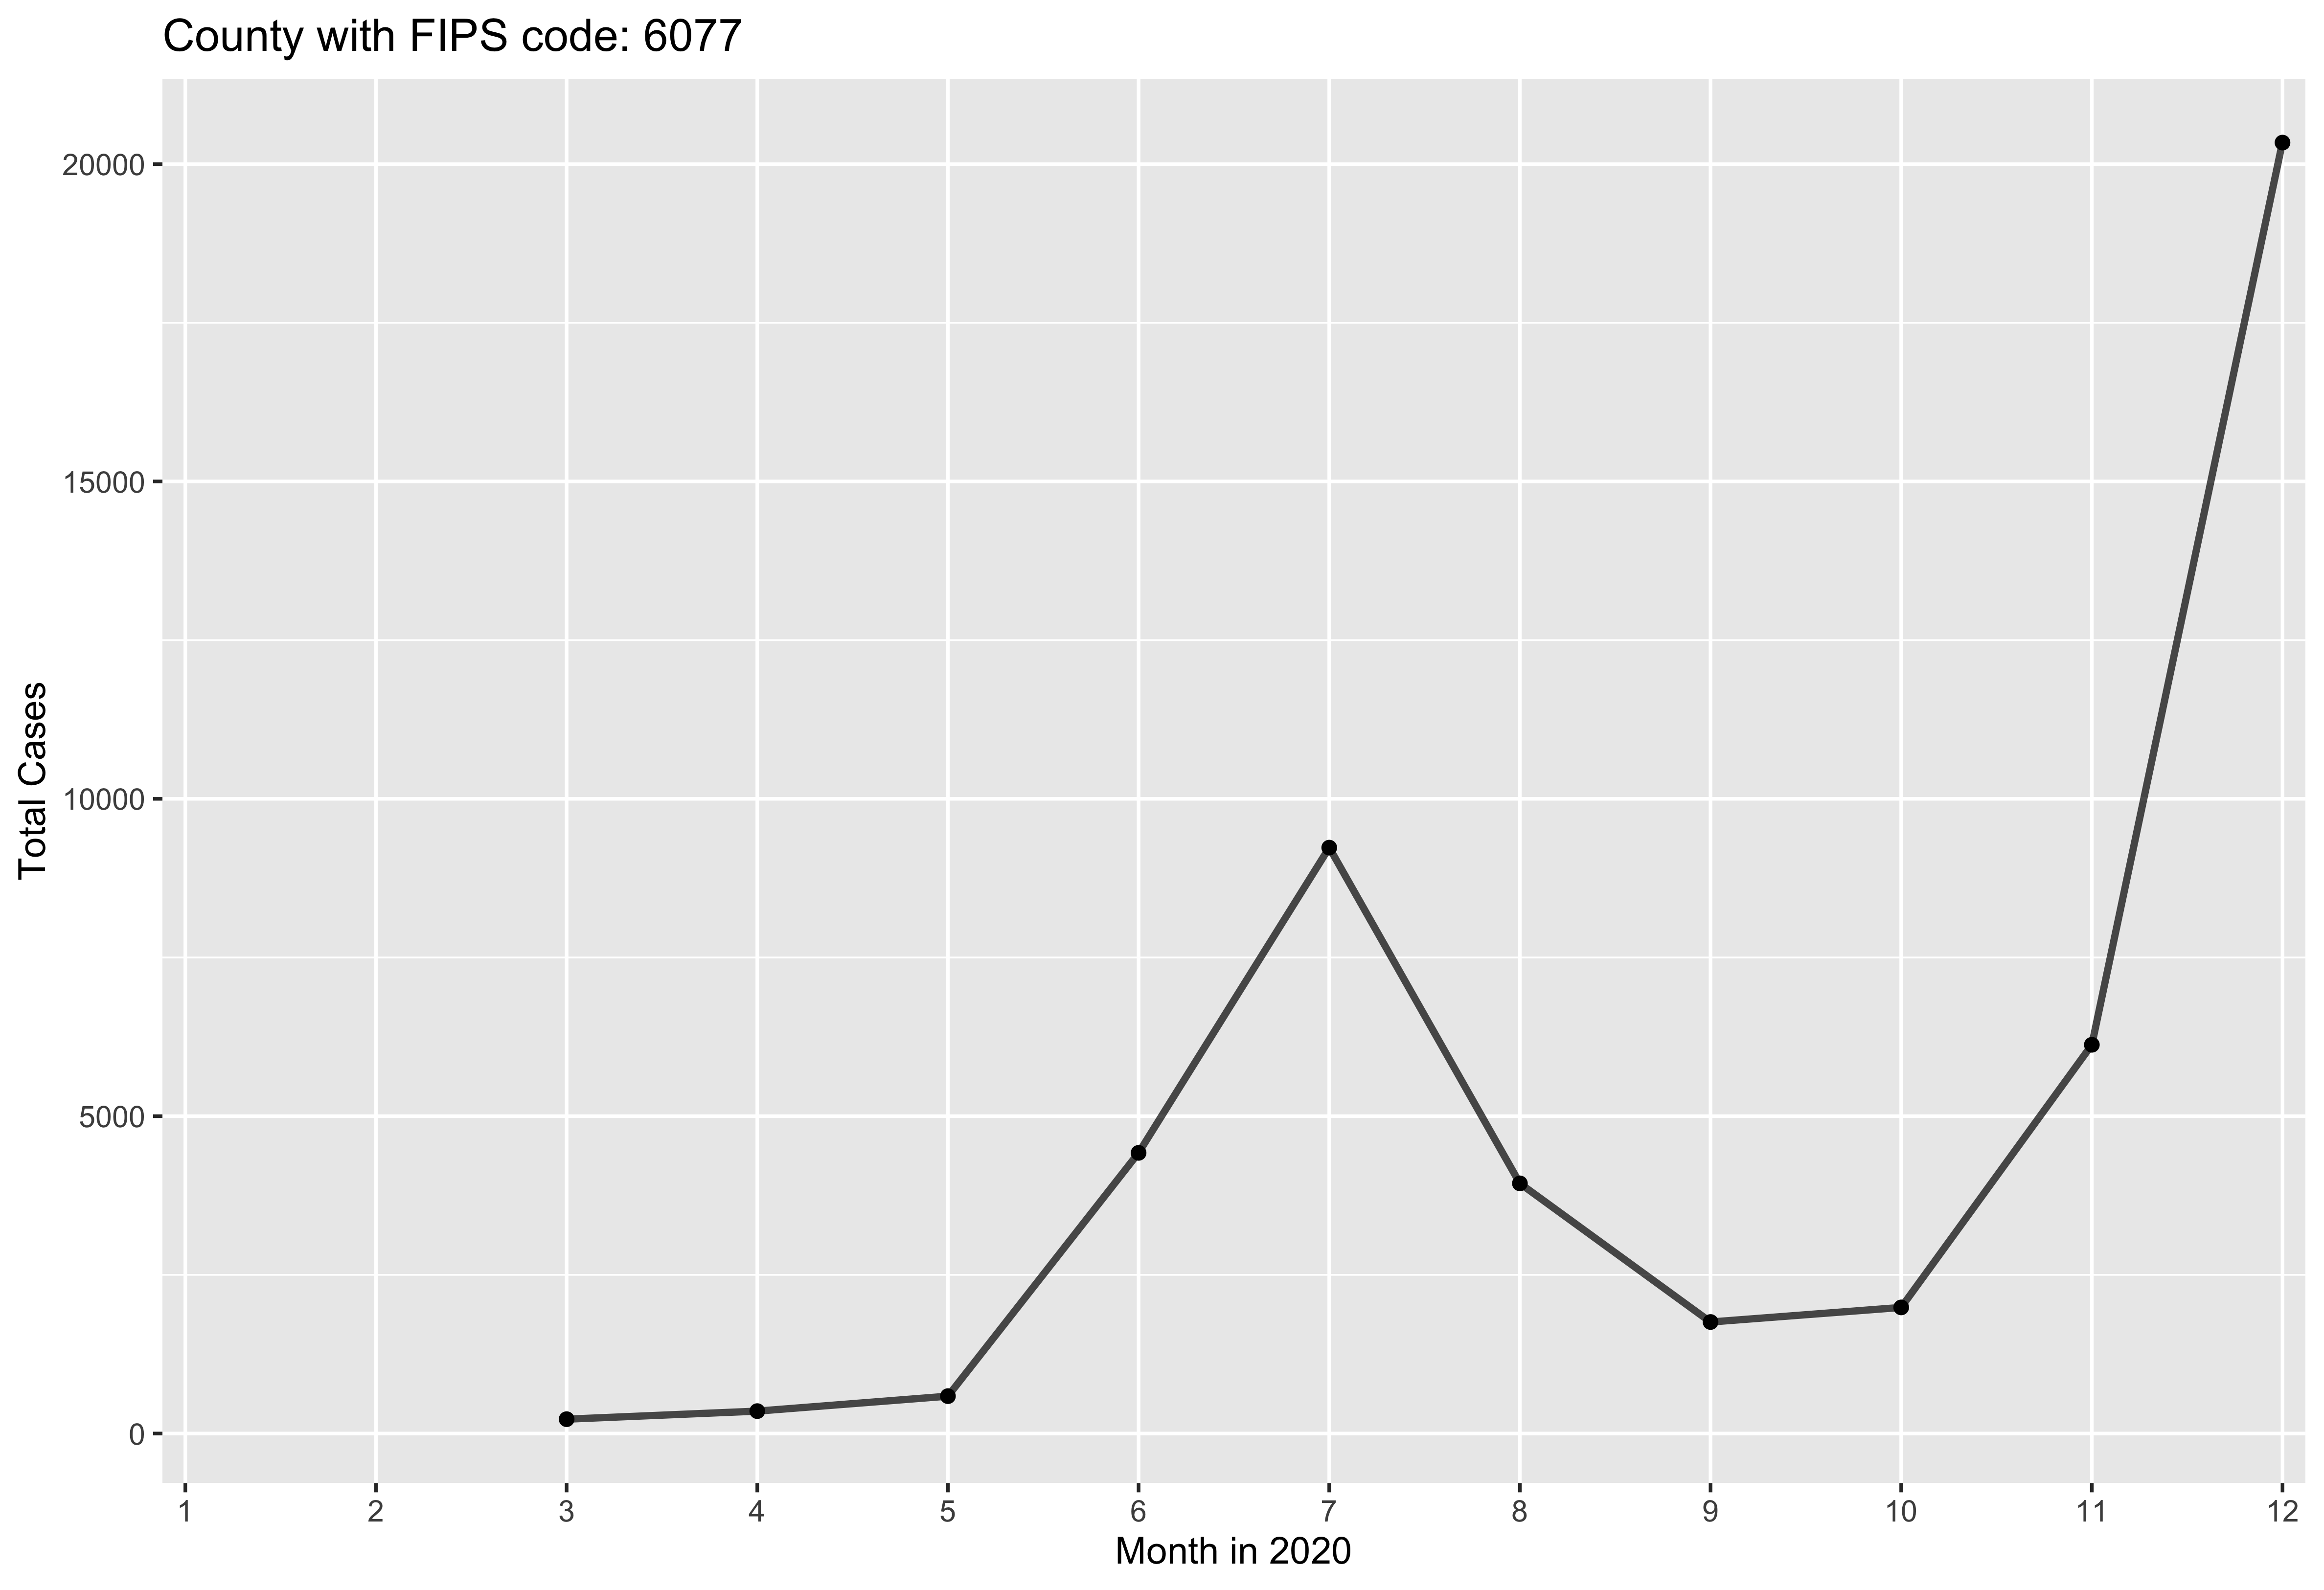 County with FIPS code: 6077
Total Cases
20000
15000
10000
5000
0
1 2 3 4 5 6 7 8 9 10 11 12
Month in 2020